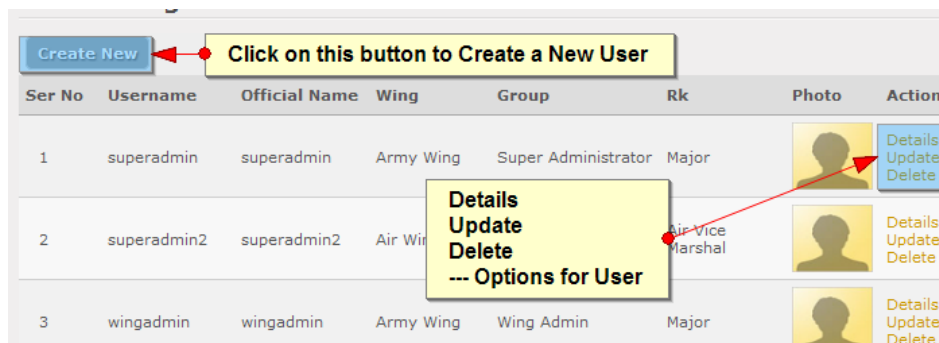 Create New
Click on this button to Create a New User
Ser No Username Official Name Wing Group Rk Photo Action
1 superadmin superadmin Army Wing Super Administrator Major
Details
Update
Delete
Details
Update
Delete
--- Options for User
2 superadmin2 superadmin2 Air Air Vice
Marshal
Details
Update
Delete
3 wingadmin wingadmin Army Wing Wing Admin Major
Details
Update
Delete